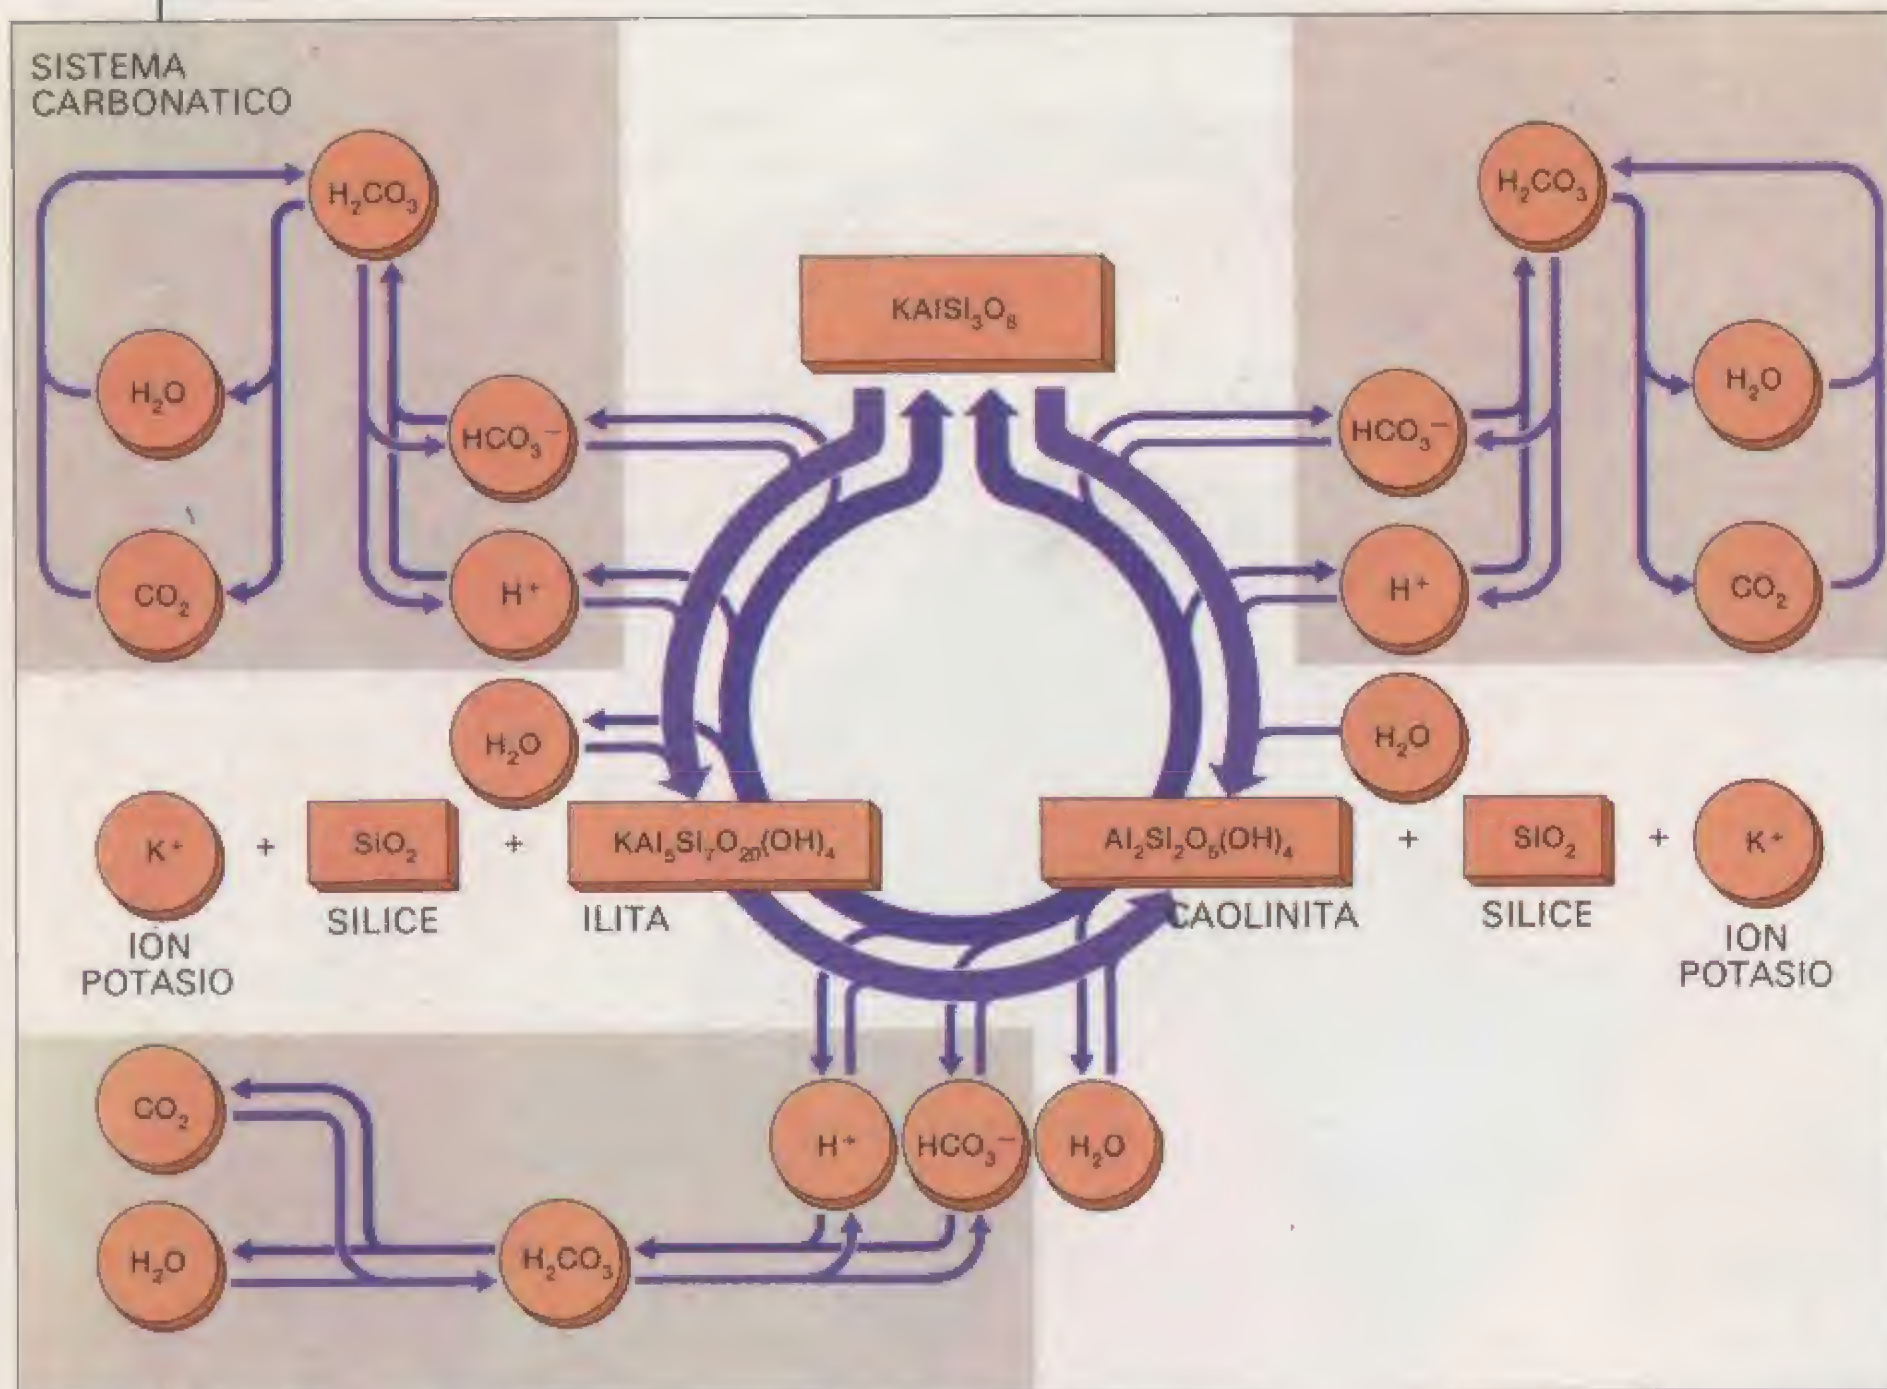 SISTEMA
CARBONATICO
H₂CO₃
H₂CO₃
KAlSi₃O₈
H₂O
HCO₃⁻
HCO₃⁻
H₂O
CO₂
H⁺
H⁺
CO₂
H₂O
H₂O
K⁺ + SiO₂ + KAl₅Si₇O₂₀(OH)₄
Al₂Si₂O₅(OH)₄ + SiO₂ + K⁺
ION
POTASIO
SILICE
ILITA
CAOLINITA
SILICE
ION
POTASIO
CO₂
H⁺
HCO₃⁻
H₂O
H₂O
H₂CO₃